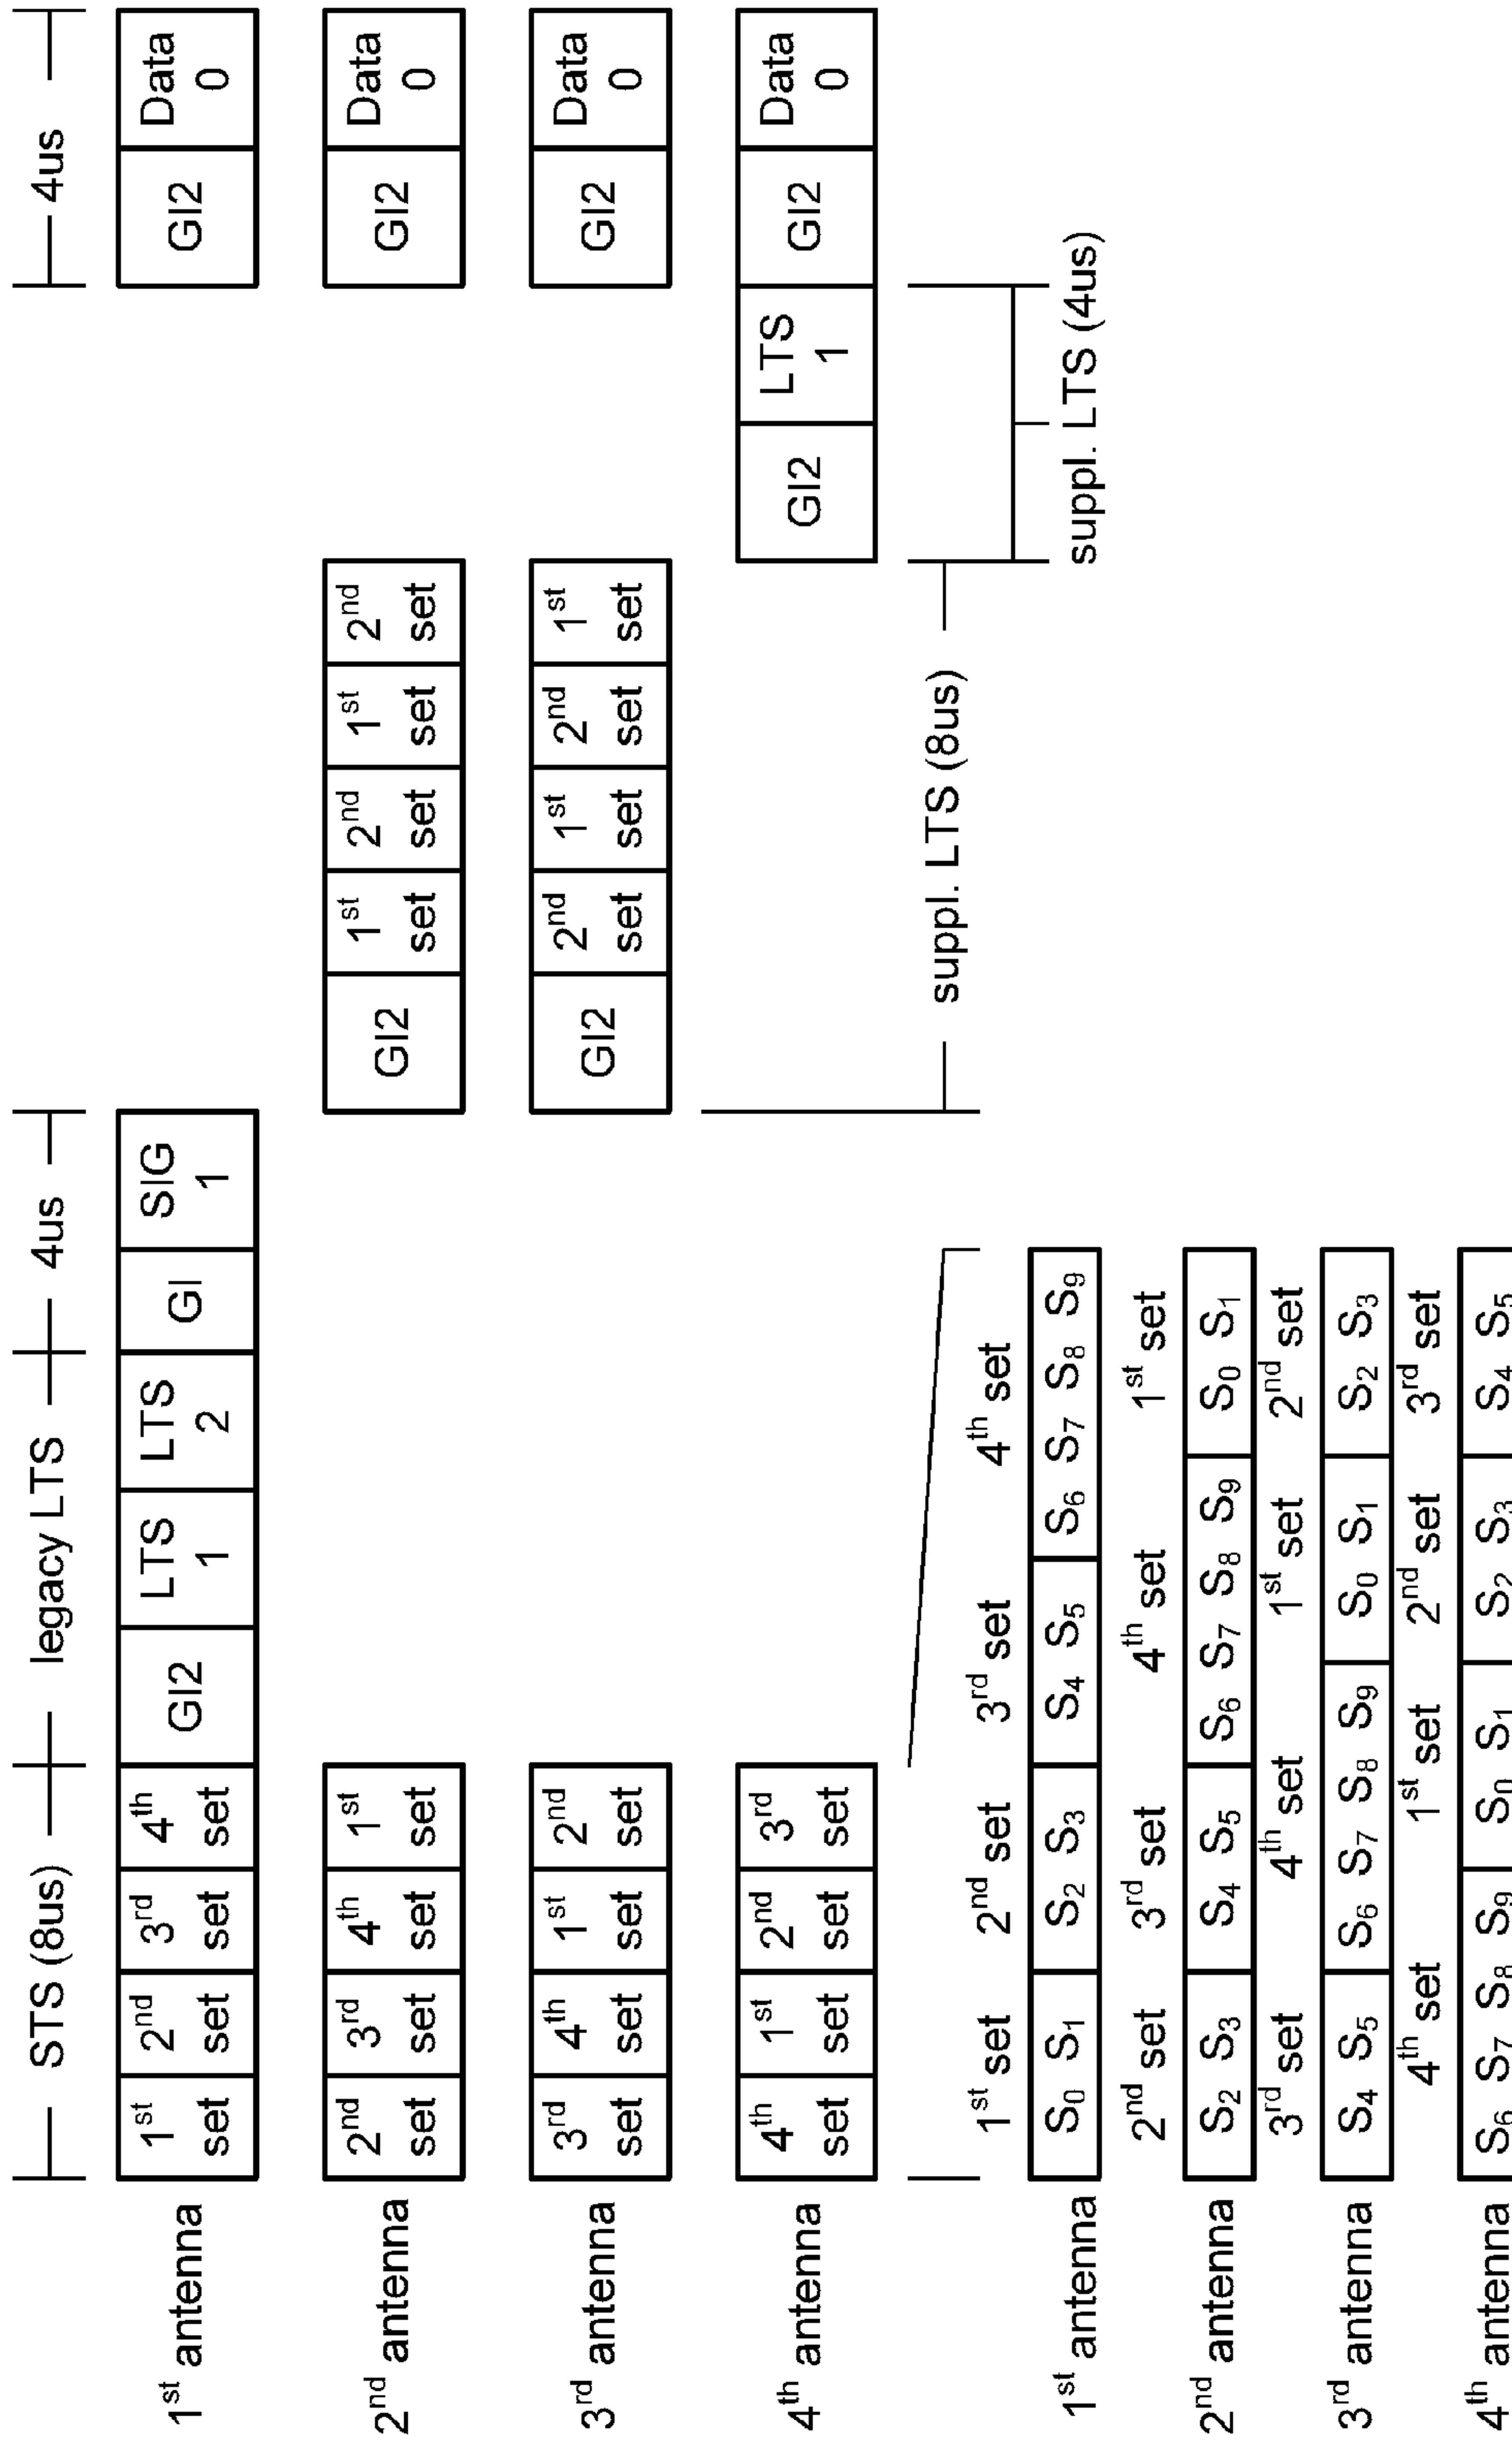 STS (8us) legacy LTS 4us 4us
1st antenna 1st set 2nd set 3rd set 4th set GI2 LTS 1 LTS 2 GI SIG 1 GI2 Data 0
2nd antenna 2nd set 3rd set 4th set 1st set GI2 1st set 2nd set 1st set 2nd set GI2 Data 0
3rd antenna 3rd set 4th set 1st set 2nd set GI2 2nd set 1st set 2nd set 1st set GI2 Data 0
4th antenna 4th set 1st set 2nd set 3rd set GI2 LTS 1 GI2 Data 0
suppl. LTS (8us)
suppl. LTS (4us)
1st set 2nd set 3rd set 4th set
1st antenna S0 S1 S2 S3 S4 S5 S6 S7 S8 S9
2nd set 3rd set 4th set 1st set
2nd antenna S2 S3 S4 S5 S6 S7 S8 S9 S0 S1
3rd set 4th set 1st set 2nd set
3rd antenna S4 S5 S6 S7 S8 S9 S0 S1 S2 S3
4th set 1st set 2nd set 3rd set
4th antenna S6 S7 S8 S9 S0 S1 S2 S3 S4 S5